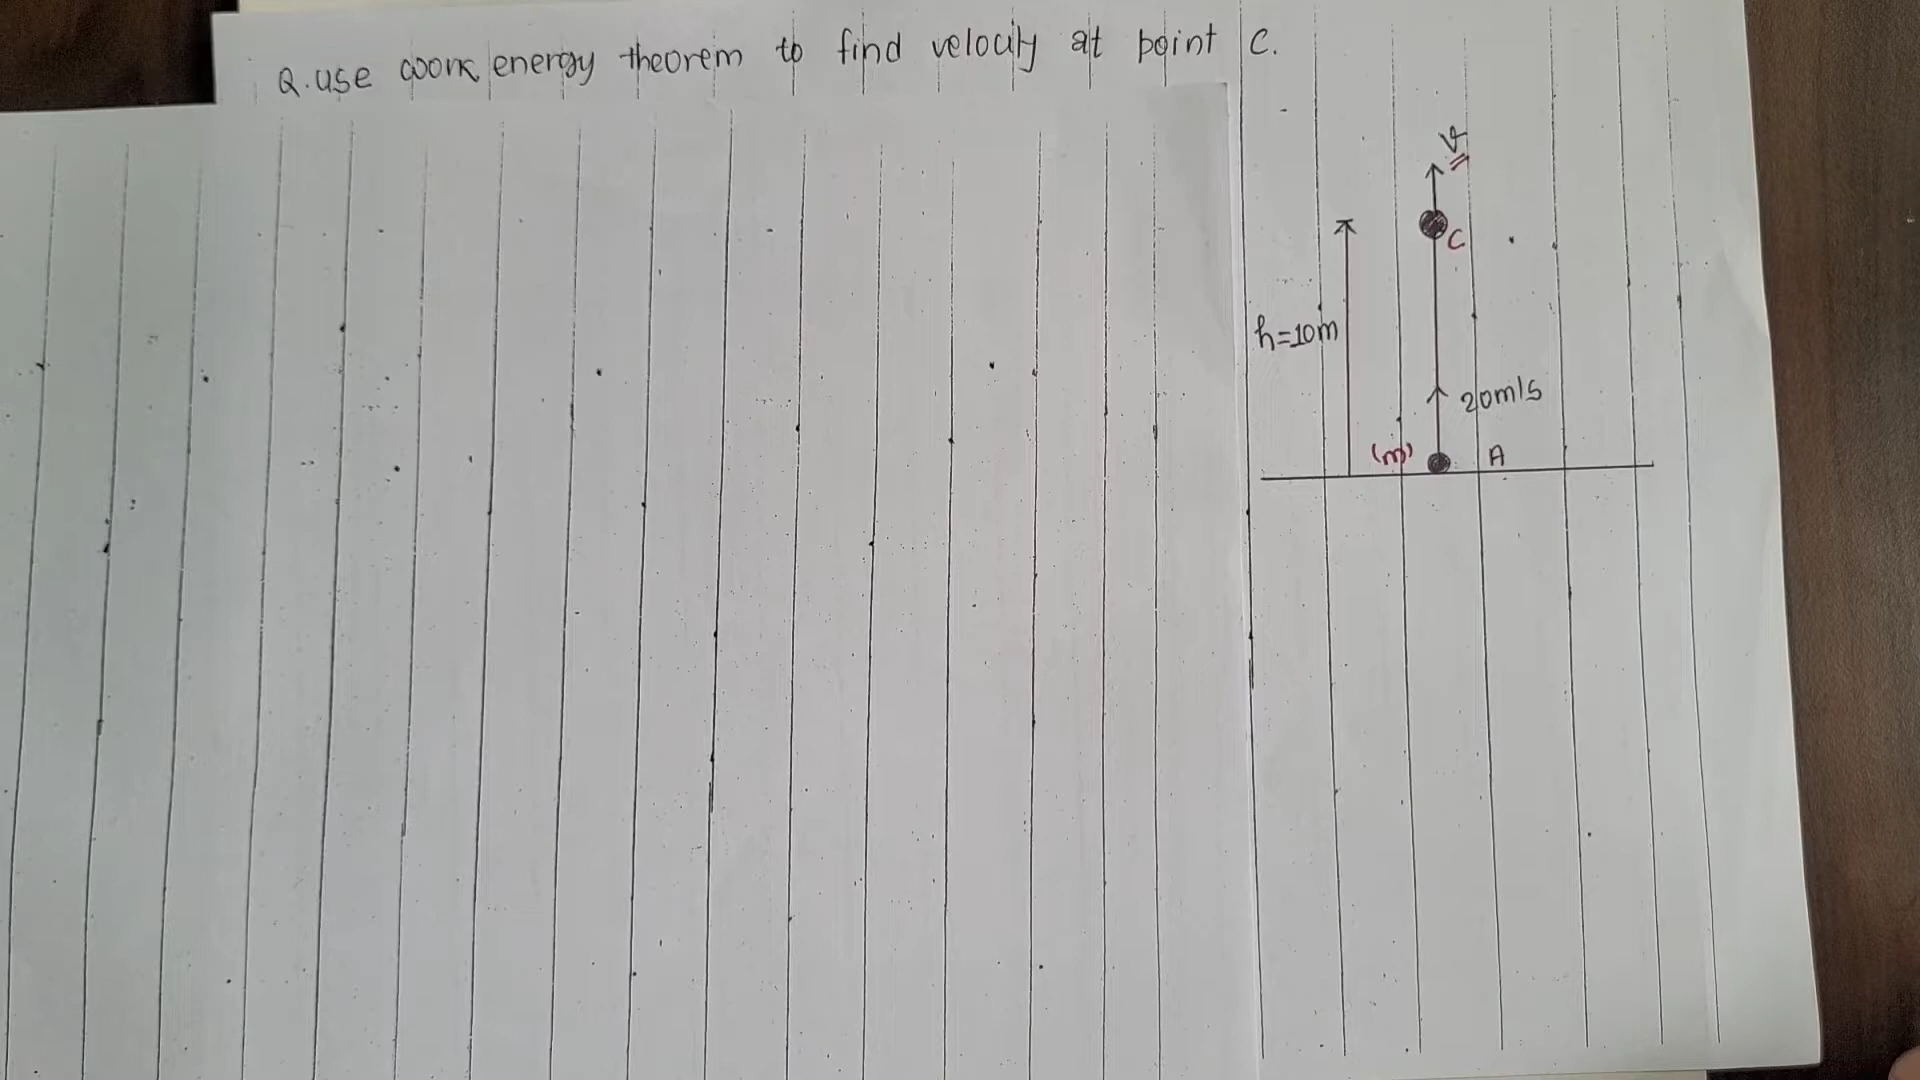 Q. use work energy theorem to find velocity at point C.
v
C
h=10m
20m/s
(m)
A